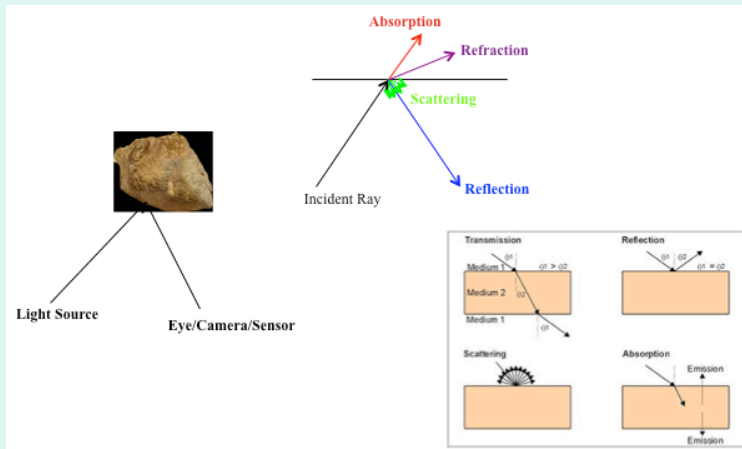 Absorption
Refraction
Scattering
Incident Ray
Reflection
Light Source
Eye/Camera/Sensor
Transmission
Reflection
Θ1
Medium 1
Θ1 > Θ2
Θ1
Θ2
Θ1 = Θ2
Medium 2
Θ2
Medium 1
Θ1
Scattering
Absorption
Emission
Emission